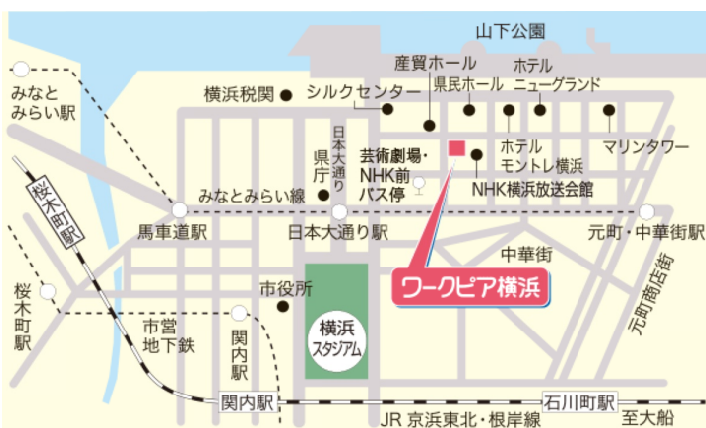 山下公園
産貿ホール
県民ホール
ホテル
ニューグランド
みなと
みらい駅
横浜税関
シルクセンター
日本大通り
県庁
芸術劇場・
NHK前
バス停
ホテル
モントレ横浜
マリンタワー
NHK横浜放送会館
桜木町駅
みなとみらい線
馬車道駅
日本大通り駅
元町・中華街駅
中華街
ワークピア横浜
元町商店街
桜木町駅
市営
地下鉄
関内駅
市役所
横浜
スタジアム
関内駅
石川町駅
JR 京浜東北・根岸線
至大船